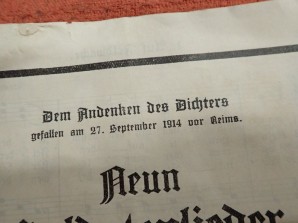 Dem Andenken des Dichters
gefallen am 27. September 1914 vor Reims.
Neun